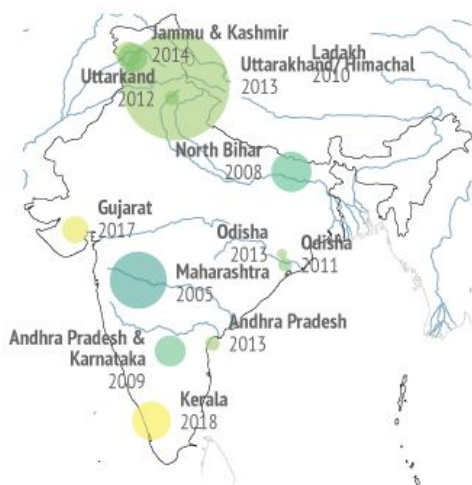 Jammu & Kashmir
2014
Ladakh
2010
Uttarakhand/Himachal
2013
Uttarkand
2012
North Bihar
2008
Gujarat
2017
Odisha
2013
Odisha
2011
Maharashtra
2005
Andhra Pradesh
2013
Andhra Pradesh &
Karnataka
2009
Kerala
2018